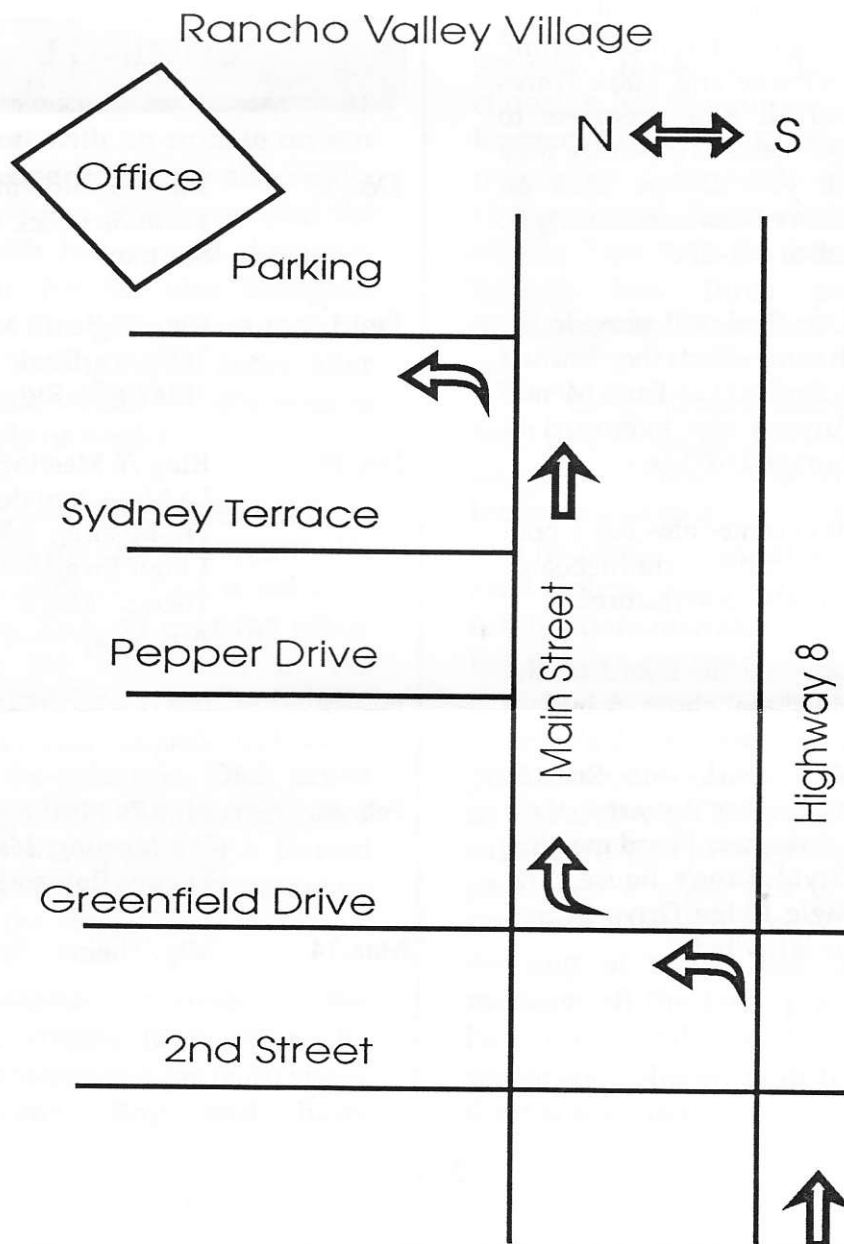 Rancho Valley Village
N S
Office
Parking
Sydney Terrace
Pepper Drive
Main Street
Highway 8
Greenfield Drive
2nd Street